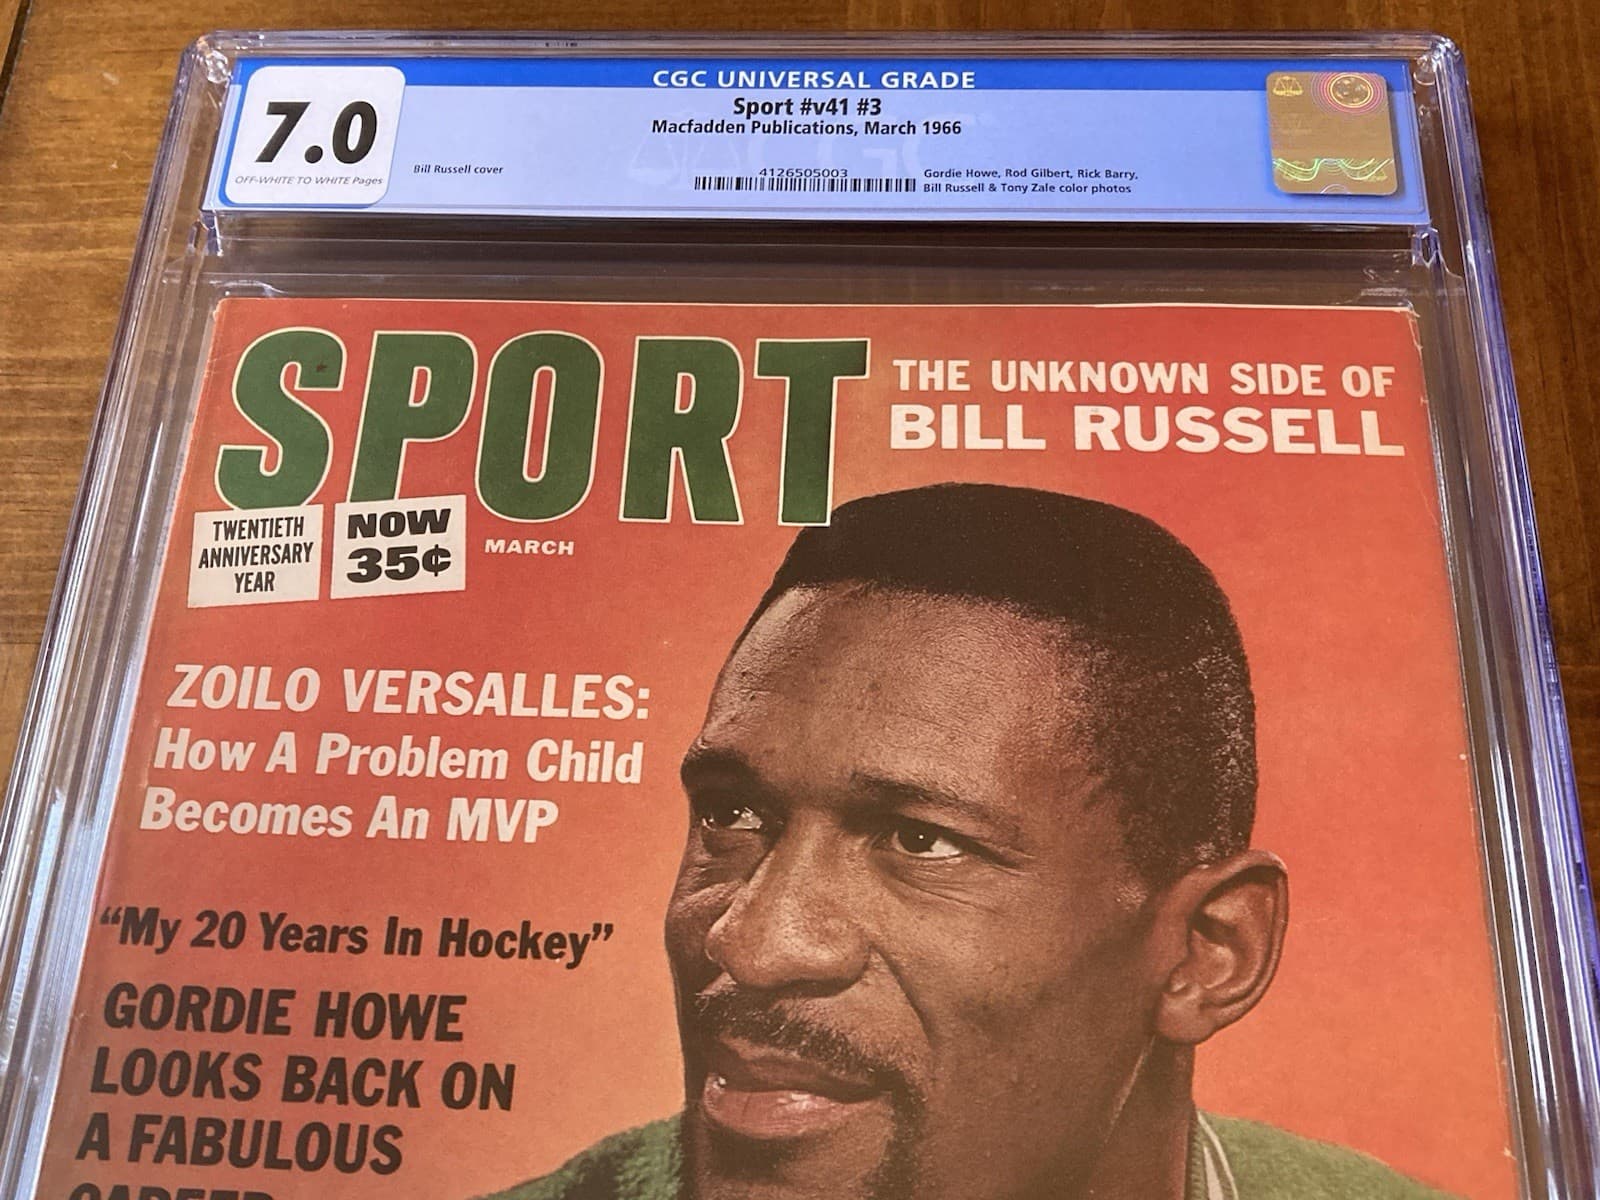 CGC UNIVERSAL GRADE
7.0
OFF-WHITE TO WHITE Pages
Sport #v41 #3
Macfadden Publications, March 1966
Bill Russell cover
4126505003
Gordie Howe, Rod Gilbert, Rick Barry,
Bill Russell & Tony Zale color photos
CGC
SPORT
THE UNKNOWN SIDE OF
BILL RUSSELL
TWENTIETH
ANNIVERSARY
YEAR
NOW
35¢
MARCH
ZOILO VERSALLES:
How A Problem Child
Becomes An MVP
“My 20 Years In Hockey”
GORDIE HOWE
LOOKS BACK ON
A FABULOUS
CAREER